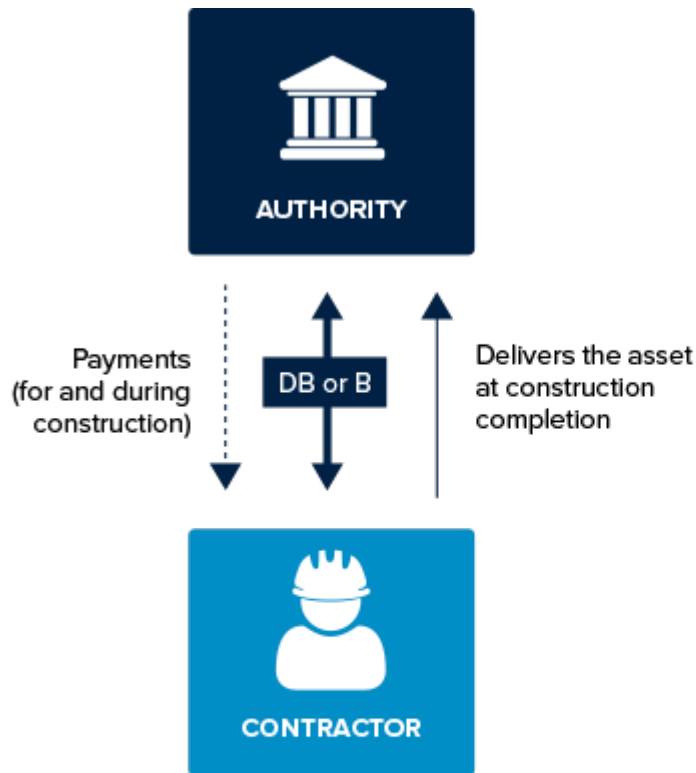 AUTHORITY
Payments
(for and during
construction)
DB or B
Delivers the asset
at construction
completion
CONTRACTOR